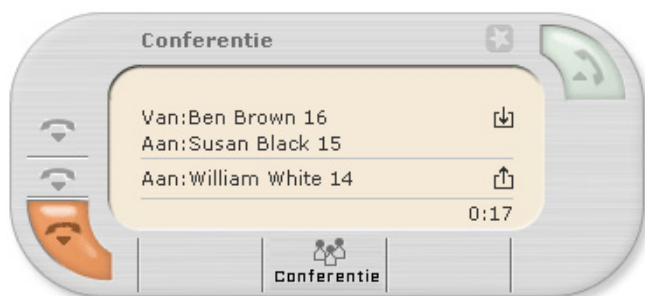 Conferentie
Van:Ben Brown 16
Aan:Susan Black 15
Aan:William White 14
0:17
Conferentie